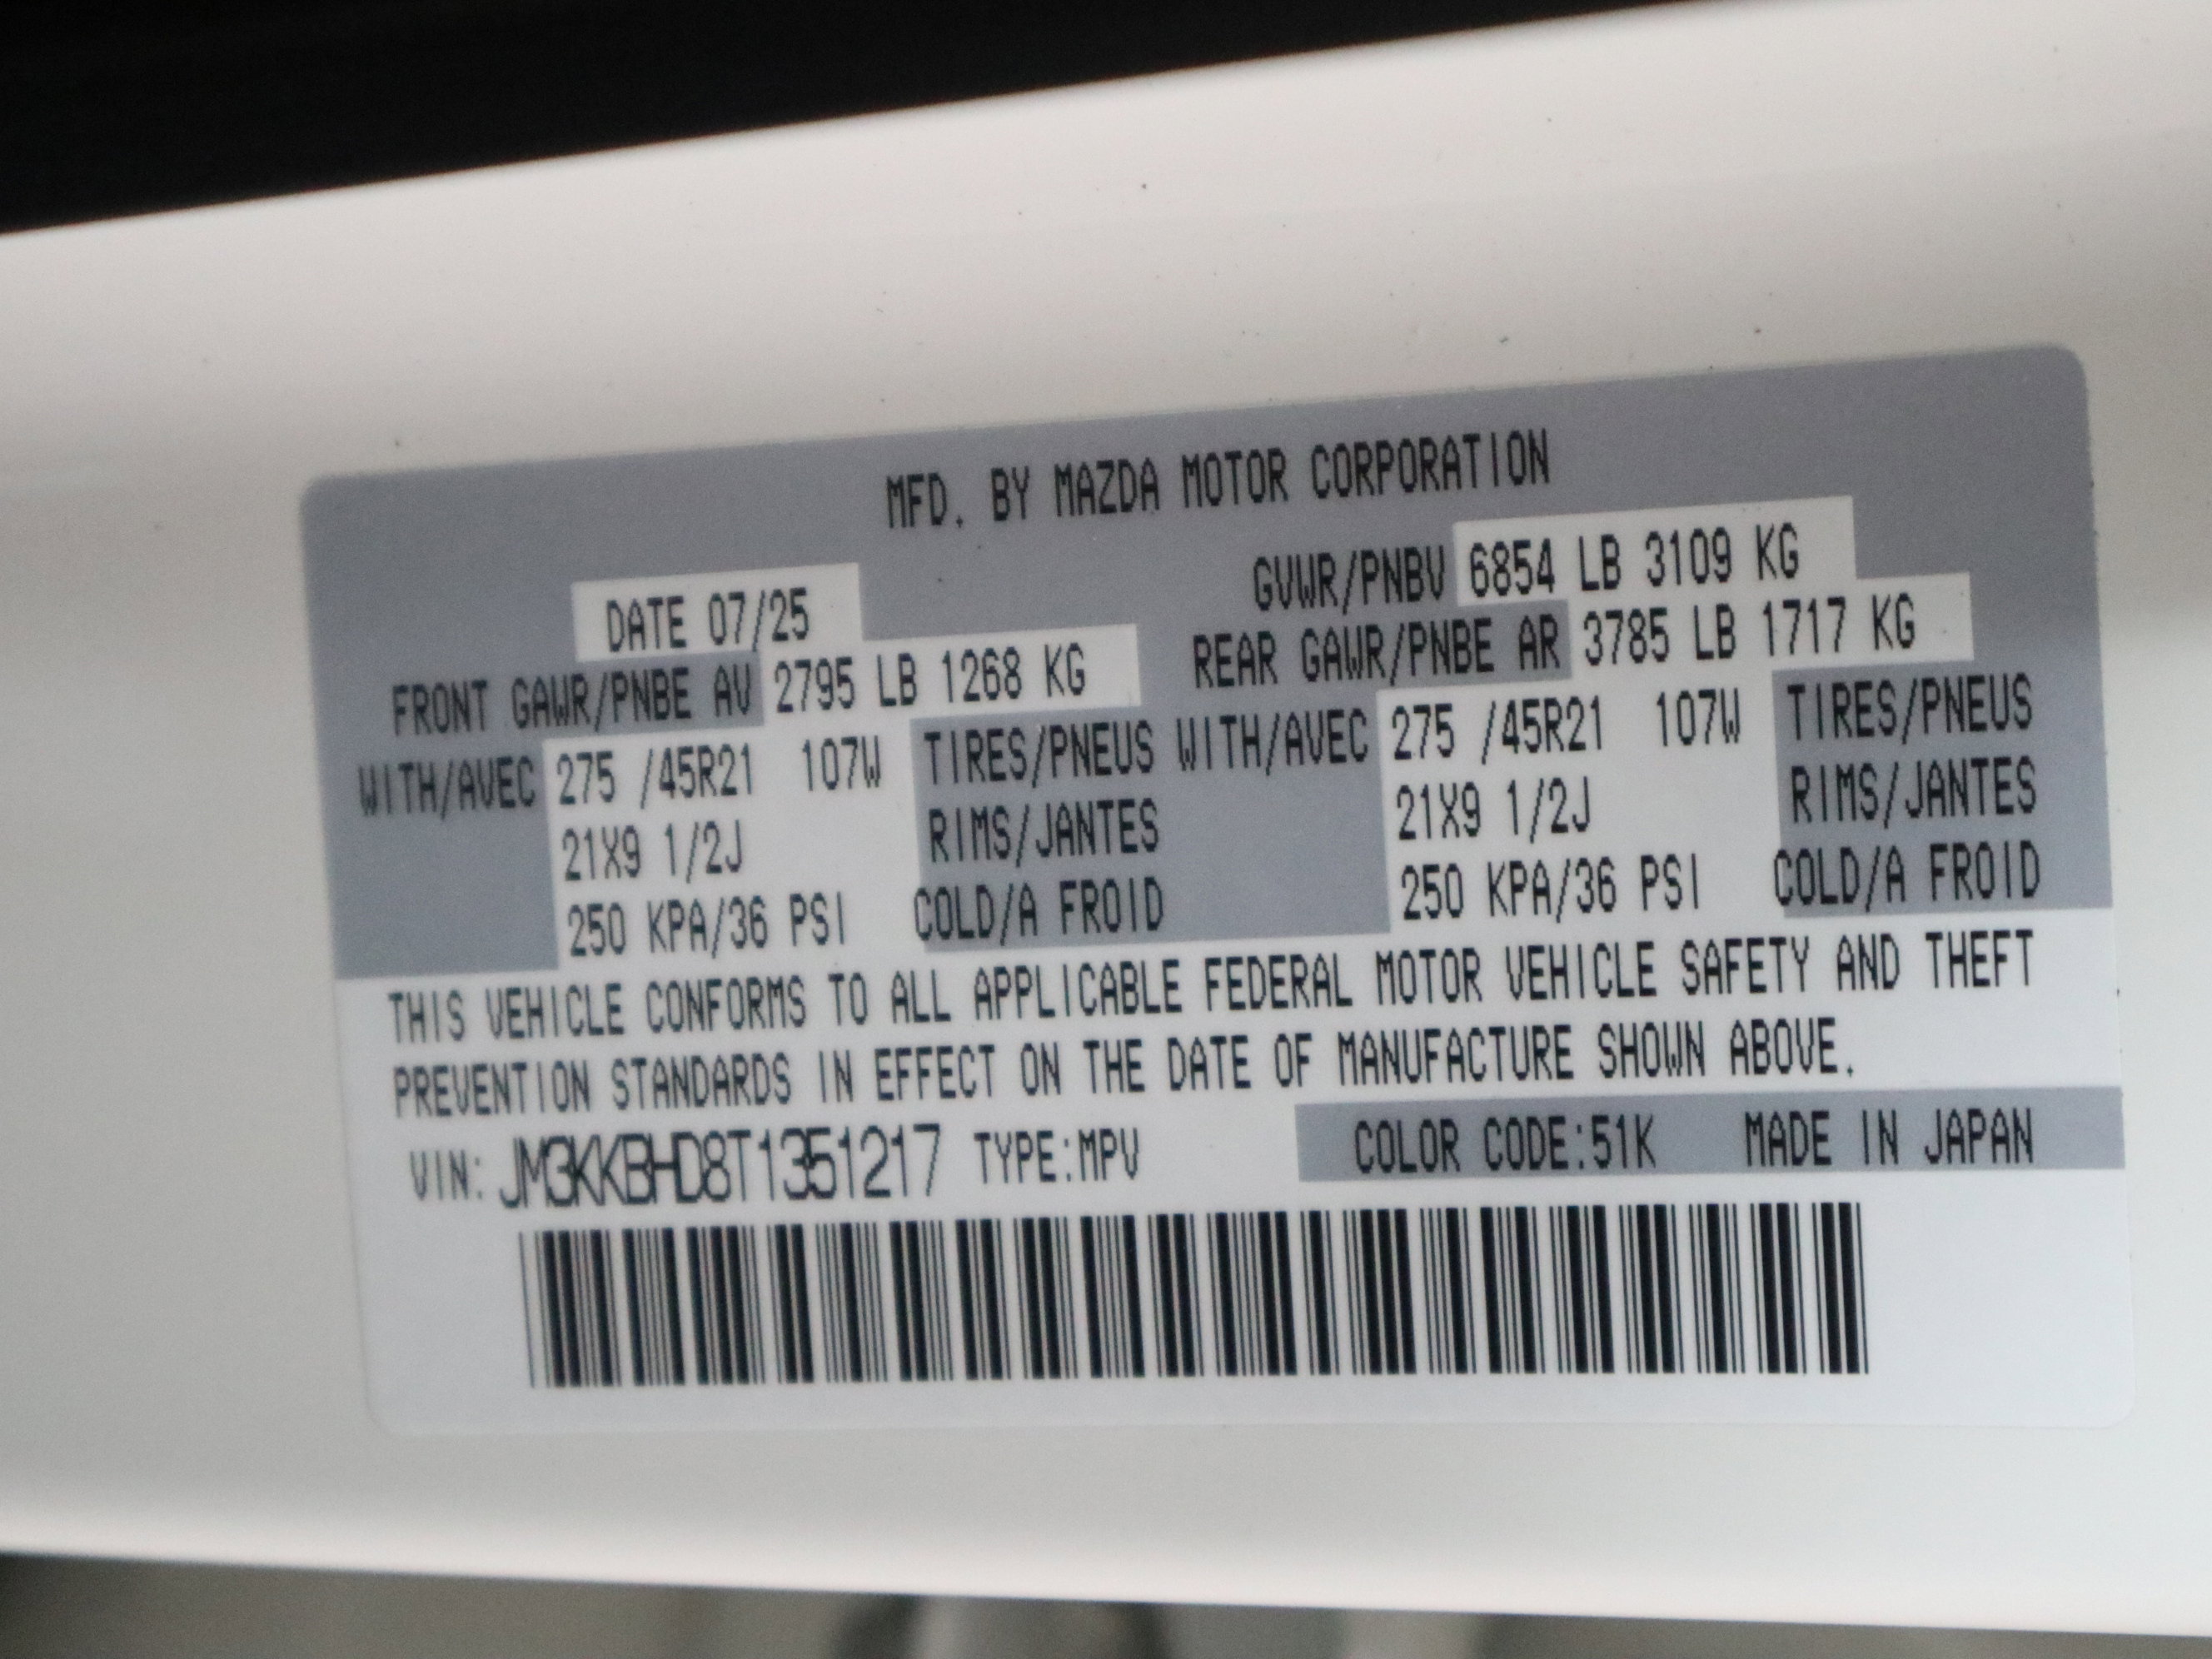 MFD. BY MAZDA MOTOR CORPORATION
DATE 07/25 GVWR/PNBV 6854 LB 3109 KG
FRONT GAWR/PNBE AV 2795 LB 1268 KG REAR GAWR/PNBE AR 3785 LB 1717 KG
WITH/AVEC 275 /45R21 107W TIRES/PNEUS WITH/AVEC 275 /45R21 107W TIRES/PNEUS
21X9 1/2J RIMS/JANTES 21X9 1/2J RIMS/JANTES
250 KPA/36 PSI COLD/A FROID 250 KPA/36 PSI COLD/A FROID
THIS VEHICLE CONFORMS TO ALL APPLICABLE FEDERAL MOTOR VEHICLE SAFETY AND THEFT
PREVENTION STANDARDS IN EFFECT ON THE DATE OF MANUFACTURE SHOWN ABOVE.
VIN: JM3KKBHD8T1351217 TYPE:MPV COLOR CODE:51K MADE IN JAPAN